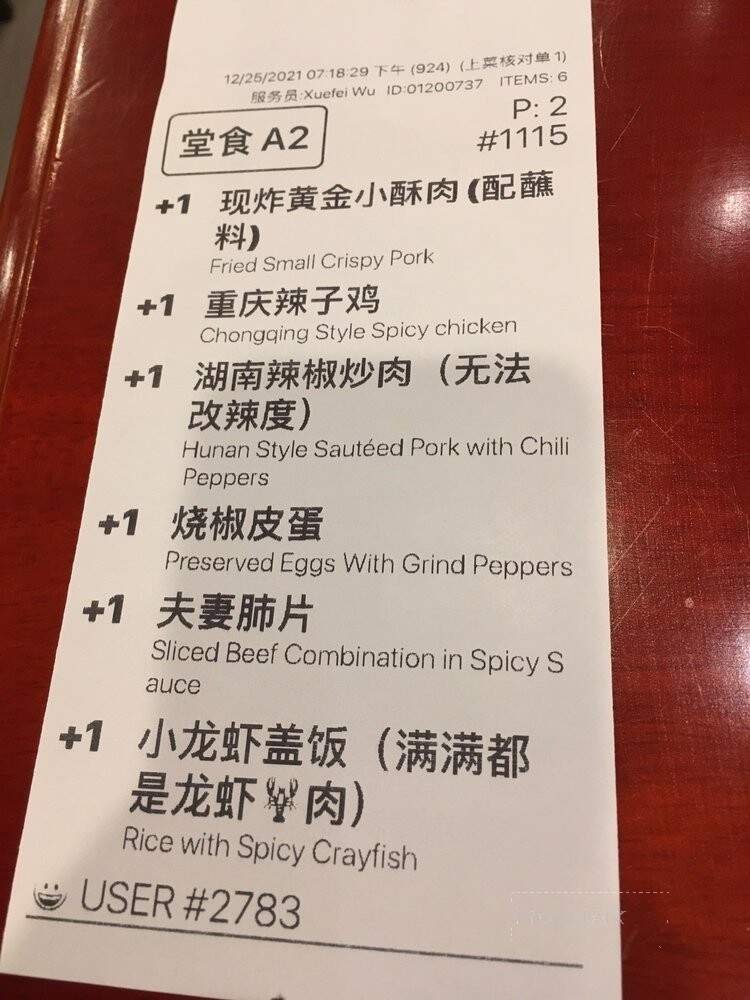 12/25/2021 07:18:29 下午 (924) (上菜核对单1)
服务员:Xuefei Wu ID:01200737 ITEMS: 6
P: 2
堂食 A2
#1115
+1 现炸黄金小酥肉(配蘸
料)
Fried Small Crispy Pork
+1 重庆辣子鸡
Chongqing Style Spicy chicken
+1 湖南辣椒炒肉（无法
改辣度）
Hunan Style Sautéed Pork with Chili
Peppers
+1 烧椒皮蛋
Preserved Eggs With Grind Peppers
+1 夫妻肺片
Sliced Beef Combination in Spicy S
auce
+1 小龙虾盖饭（满满都
是龙虾🦞肉）
Rice with Spicy Crayfish
USER #2783